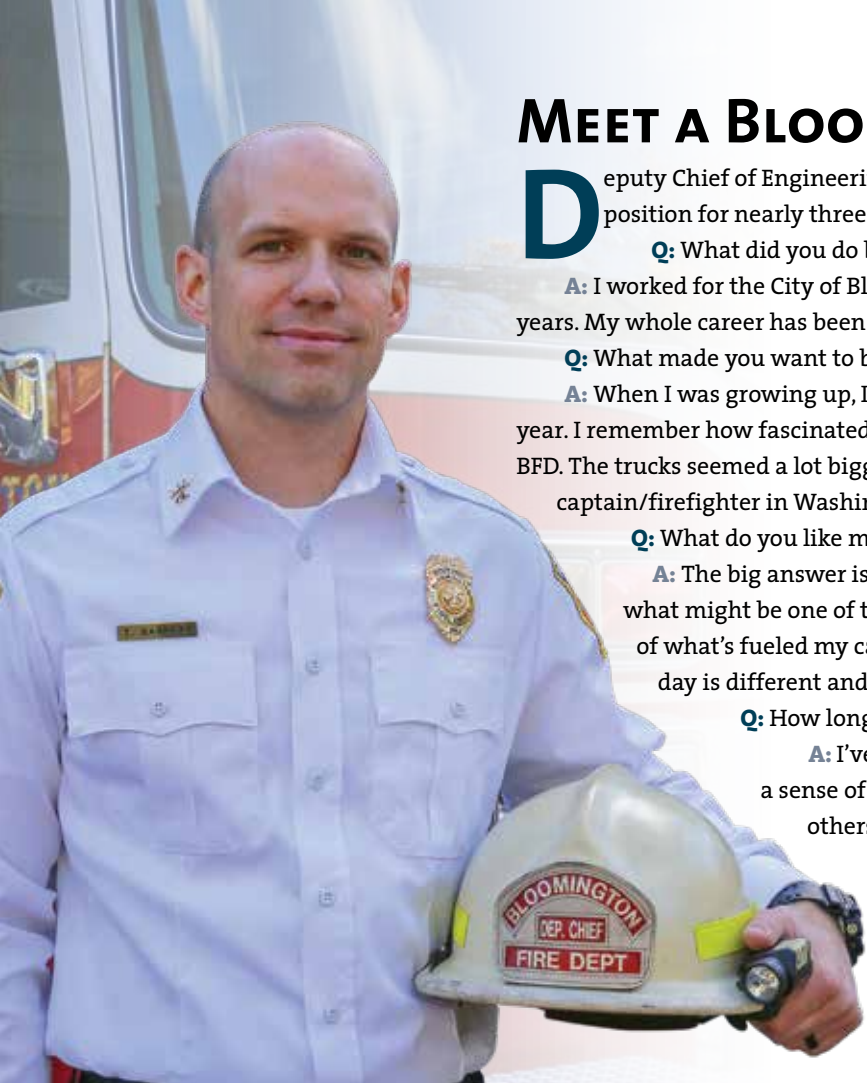 MEET A BLOO
Deputy Chief of Engineeri
position for nearly three
Q: What did you do b
A: I worked for the City of Bl
years. My whole career has been
Q: What made you want to b
A: When I was growing up, I
year. I remember how fascinated
BFD. The trucks seemed a lot bigg
captain/firefighter in Washin
Q: What do you like m
A: The big answer is
what might be one of t
of what's fueled my ca
day is different and
Q: How long
A: I've
a sense of
others
BLOOMINGTON
DEP. CHIEF
FIRE DEPT